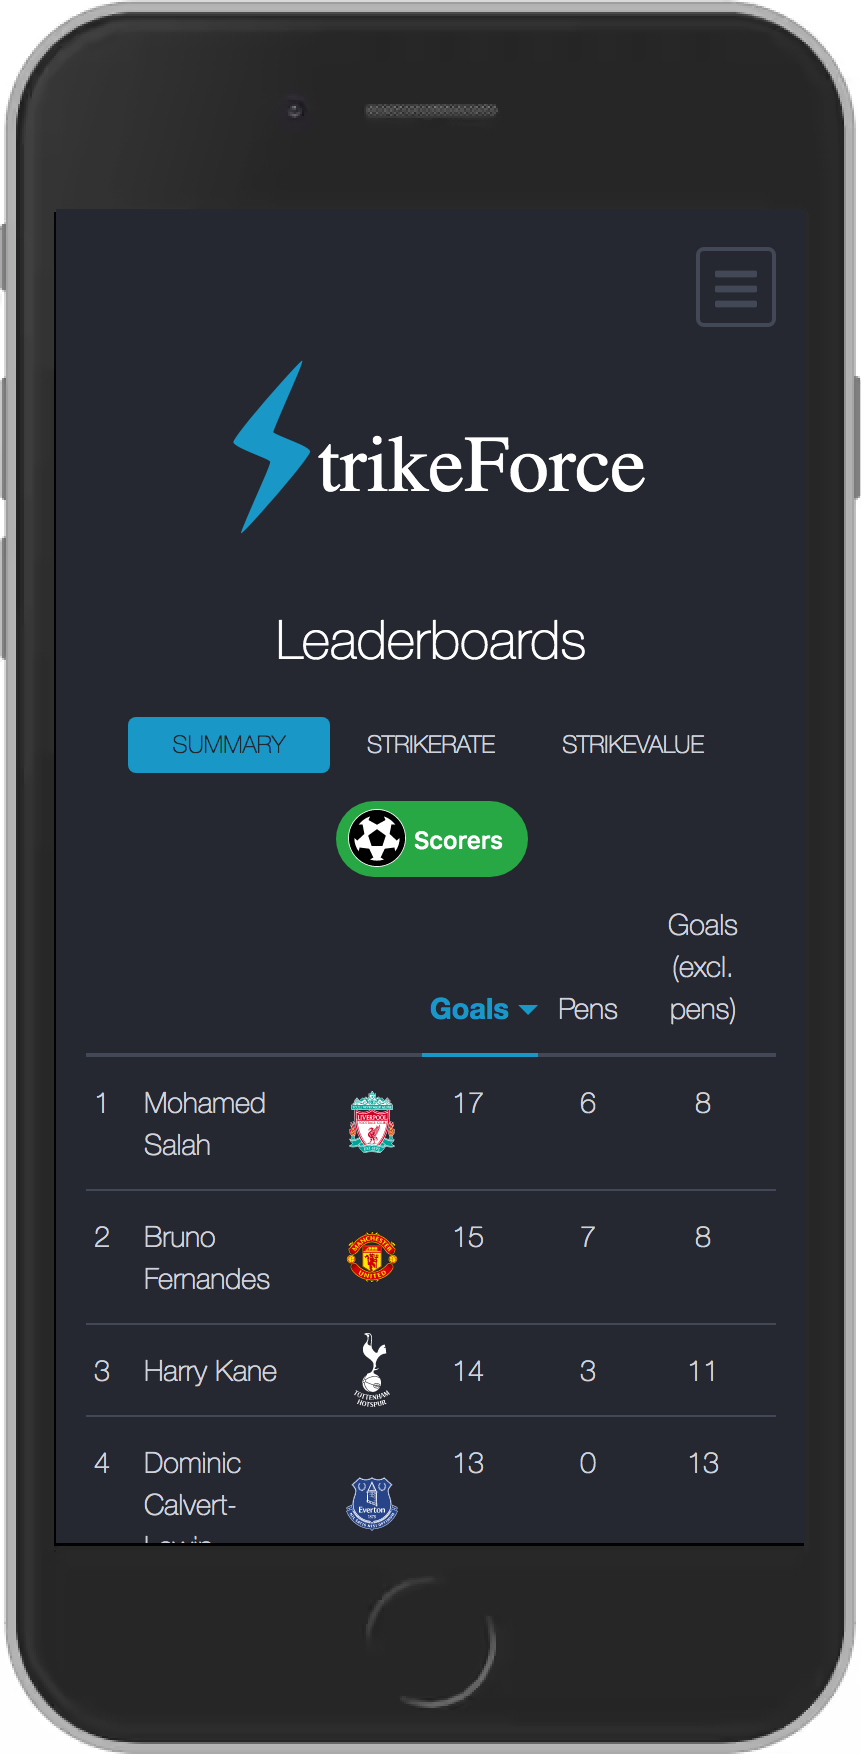 trikeForce
Leaderboards
SUMMARY STRIKERATE STRIKEVALUE
Scorers
Goals Pens Goals
(excl.
pens)
1 Mohamed
Salah
LIVERPOOL
17 6 8
2 Bruno
Fernandes
MANCHESTER
UNITED
15 7 8
3 Harry Kane
TOTTENHAM
HOTSPUR
14 3 11
4 Dominic
Calvert-
Everton
13 0 13